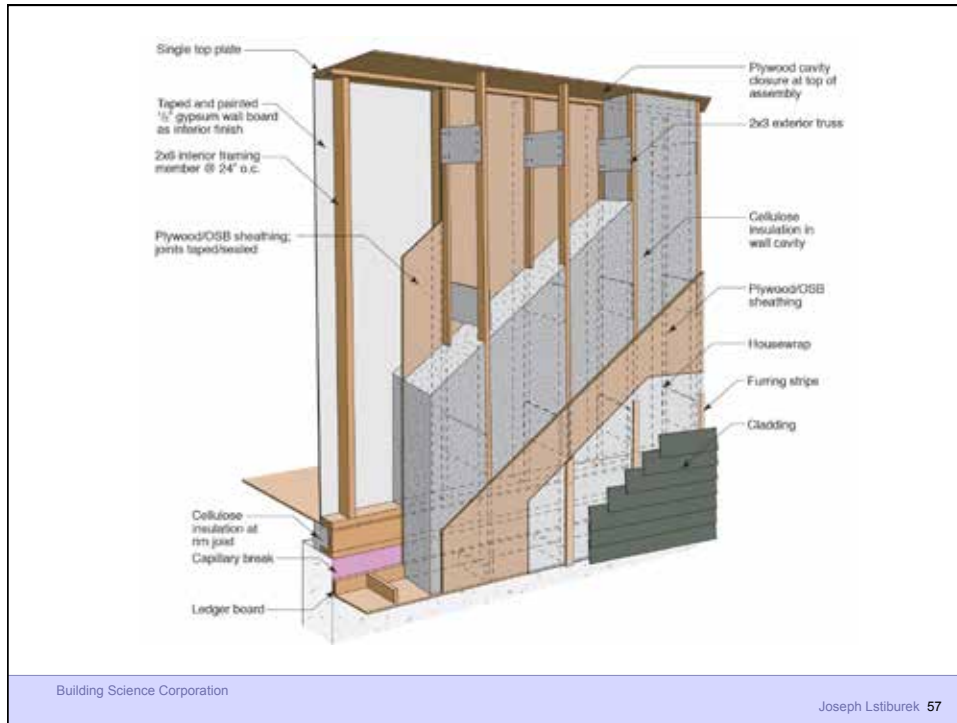 Single top plate
Taped and painted
½" gypsum wall board
as interior finish
2x6 interior framing
member @ 24" o.c.
Plywood/OSB sheathing;
joints taped/sealed
Cellulose
insulation at
rim joist
Capillary break
Ledger board
Plywood cavity
closure at top of
assembly
2x3 exterior truss
Cellulose
insulation in
wall cavity
Plywood/OSB
sheathing
Housewrap
Furring strips
Cladding
Building Science Corporation
Joseph Lstiburek 57